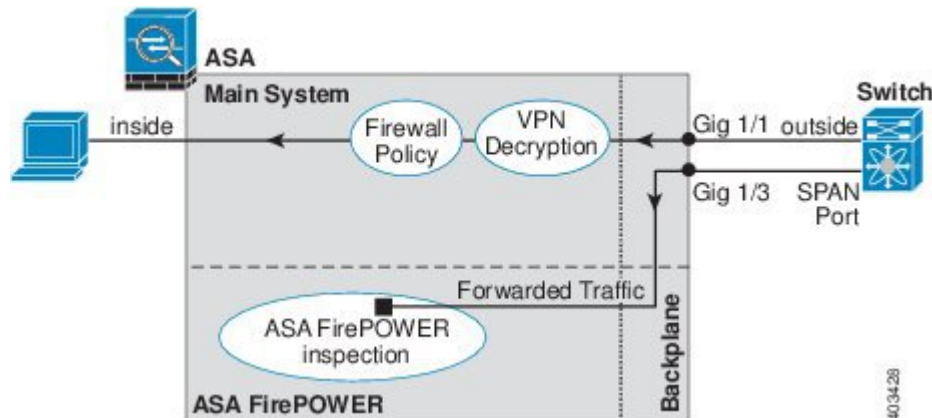 ASA
Main System
Switch
inside
Firewall
Policy
VPN
Decryption
Gig 1/1
outside
Gig 1/3
SPAN
Port
Forwarded Traffic
ASA FirePOWER
inspection
Backplane
ASA FirePOWER
403428